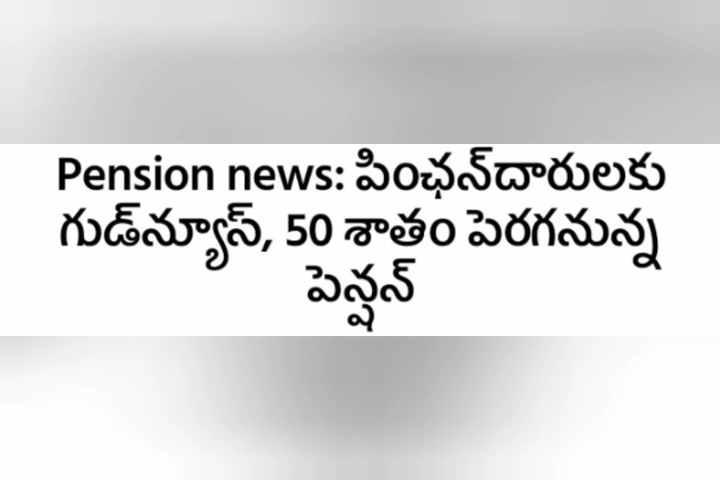 Pension news: పింఛన్‌దారులకు
గుడ్‌న్యూస్, 50 శాతం పెరగనున్న
పెన్షన్